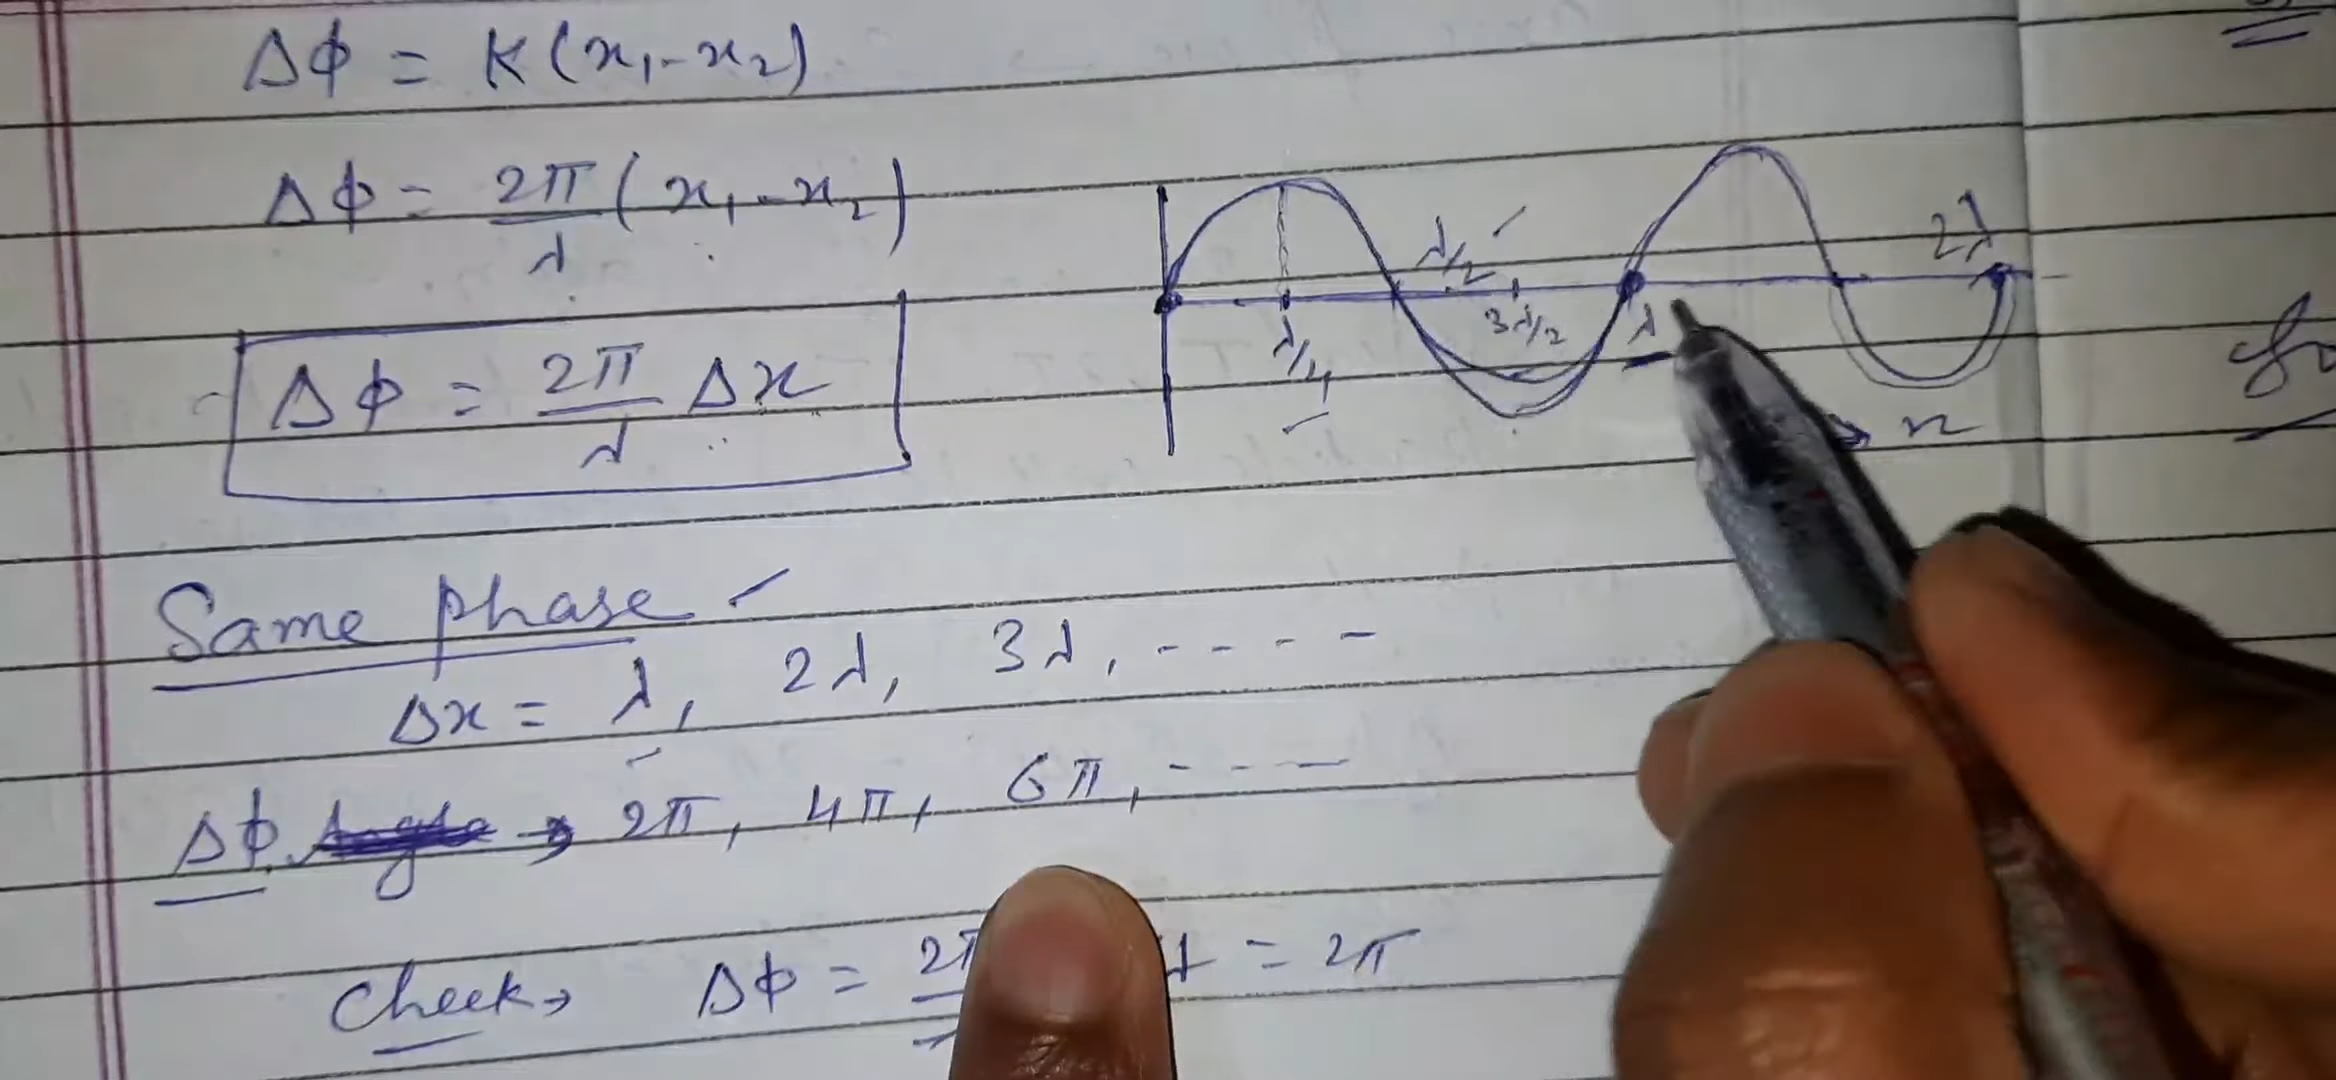 Δϕ = K(x₁-x₂)
Δϕ = 2π/λ (x₁-x₂)
Δϕ = 2π/λ Δx
λ/4
λ/2
3λ/2
λ
2λ
→ x
Same phase -
Δx = λ, 2λ, 3λ, ----
Δϕ → 2π, 4π, 6π, ---
Check→ Δϕ = 2π λ = 2π